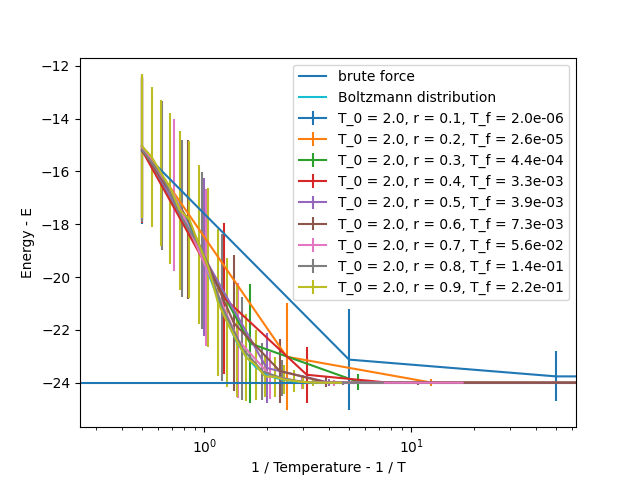 −12
−14
−16
−18
−20
−22
−24
Energy - E
brute force
Boltzmann distribution
T_0 = 2.0, r = 0.1, T_f = 2.0e-06
T_0 = 2.0, r = 0.2, T_f = 2.6e-05
T_0 = 2.0, r = 0.3, T_f = 4.4e-04
T_0 = 2.0, r = 0.4, T_f = 3.3e-03
T_0 = 2.0, r = 0.5, T_f = 3.9e-03
T_0 = 2.0, r = 0.6, T_f = 7.3e-03
T_0 = 2.0, r = 0.7, T_f = 5.6e-02
T_0 = 2.0, r = 0.8, T_f = 1.4e-01
T_0 = 2.0, r = 0.9, T_f = 2.2e-01
10⁰ 10¹
1 / Temperature - 1 / T